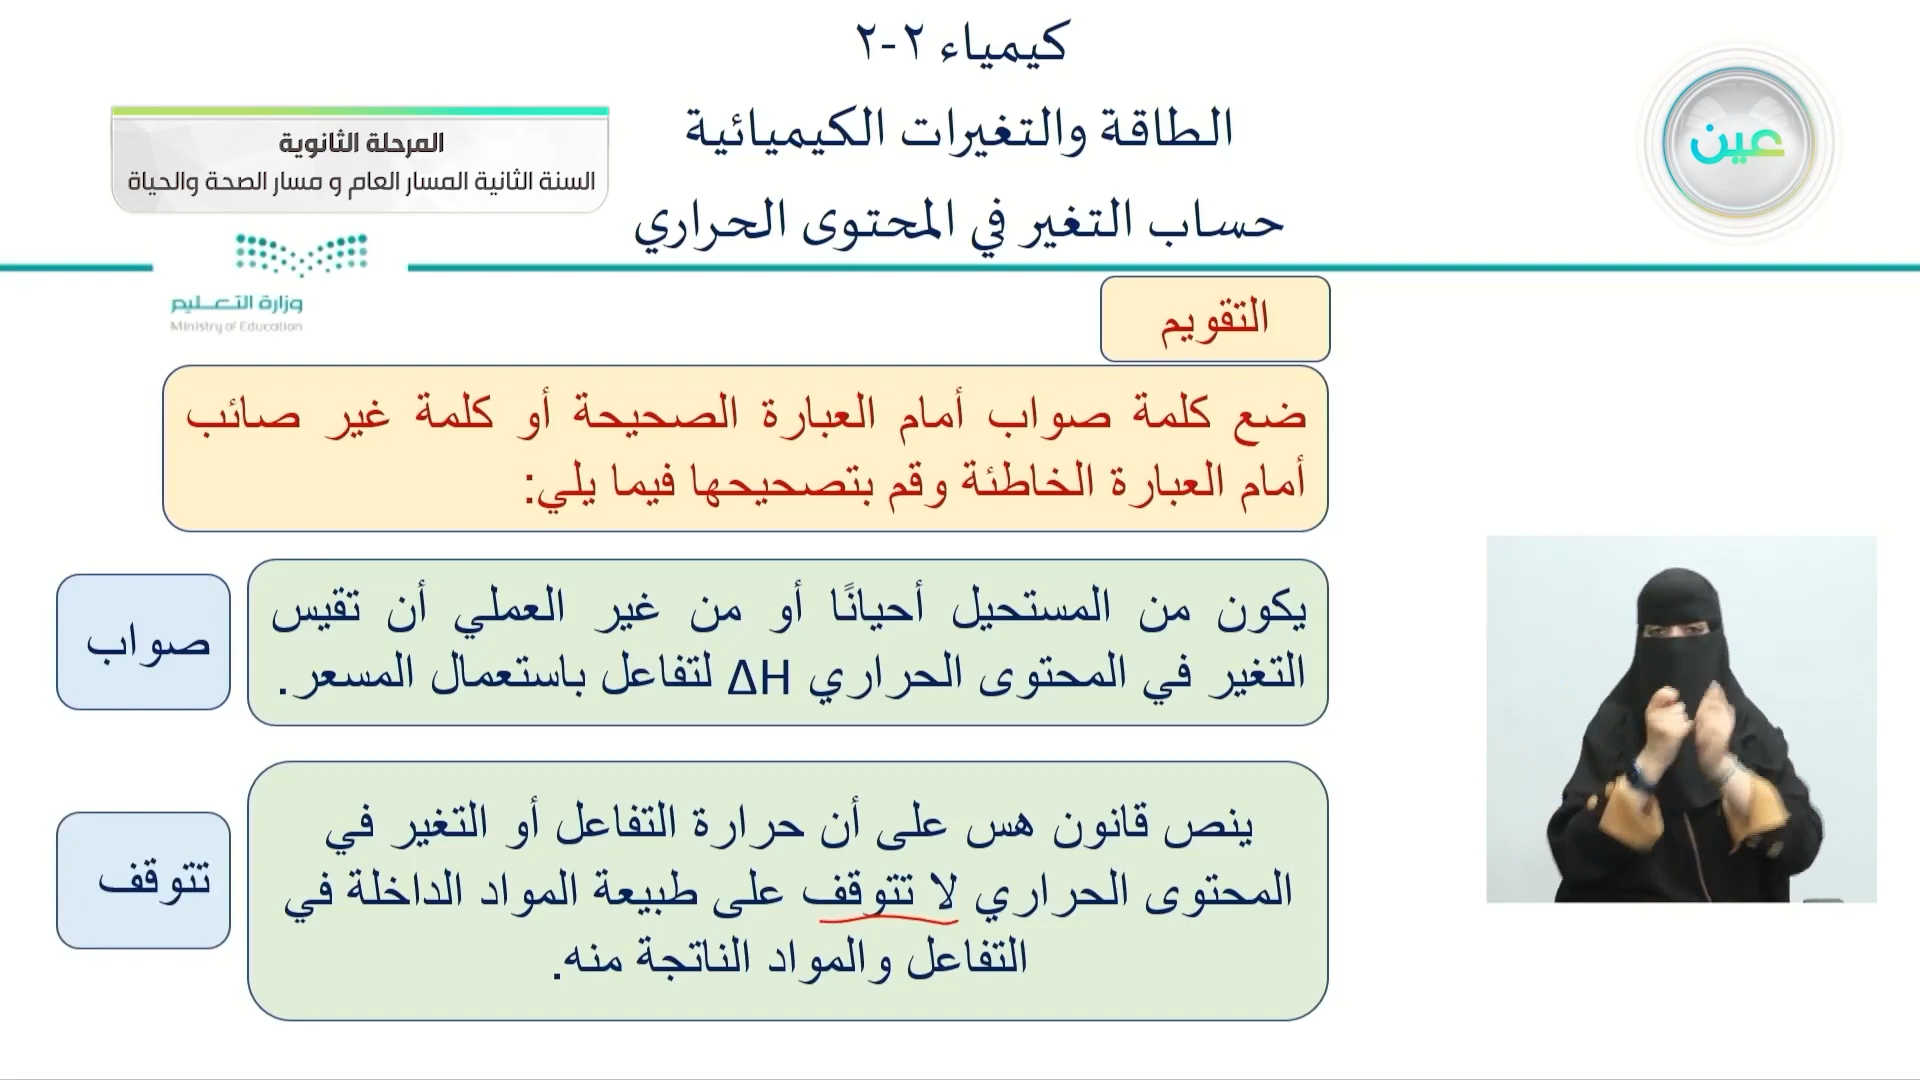 كيمياء ٢-٢
الطاقة والتغيرات الكيميائية
حساب التغير في المحتوى الحراري
عين
المرحلة الثانوية
السنة الثانية المسار العام و مسار الصحة والحياة
وزارة التعـــليم
Ministry of Education
التقويم
ضع كلمة صواب أمام العبارة الصحيحة أو كلمة غير صائب
أمام العبارة الخاطئة وقم بتصحيحها فيما يلي:
يكون من المستحيل أحيانًا أو من غير العملي أن تقيس
التغير في المحتوى الحراري ΔH لتفاعل باستعمال المسعر.
صواب
ينص قانون هس على أن حرارة التفاعل أو التغير في
المحتوى الحراري لا تتوقف على طبيعة المواد الداخلة في
التفاعل والمواد الناتجة منه.
تتوقف